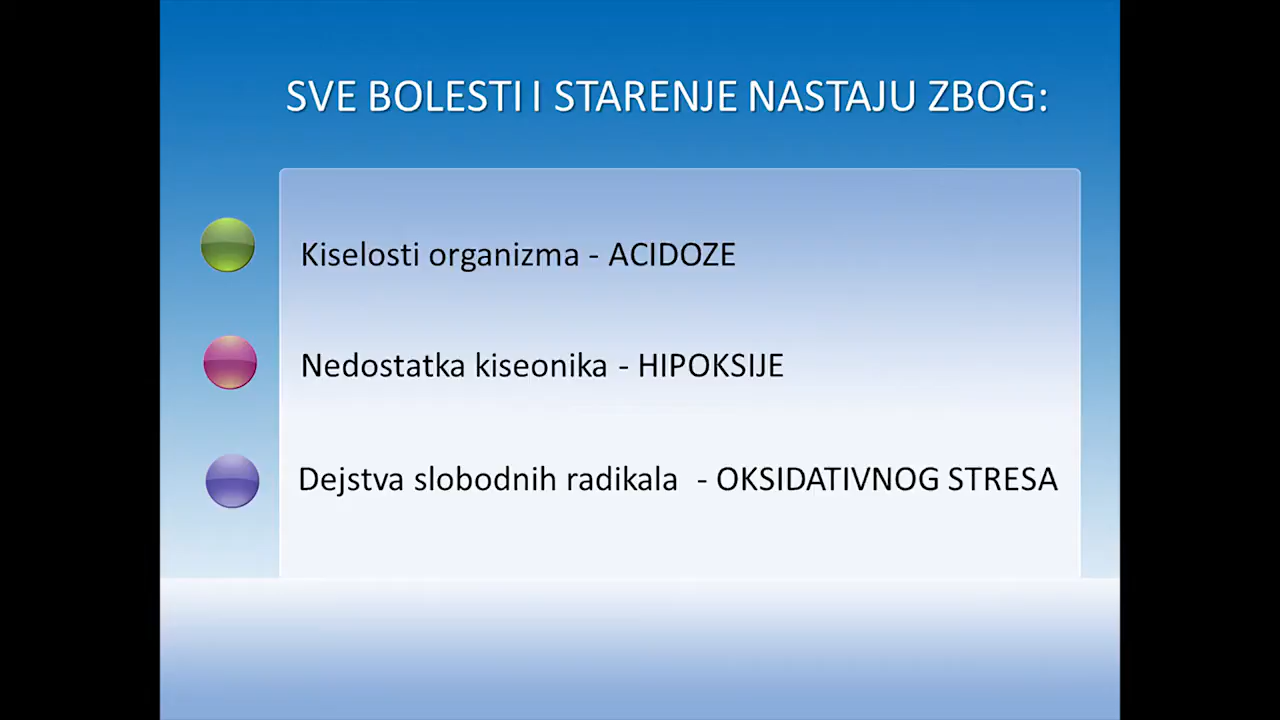 SVE BOLESTI I STARENJE NASTAJU ZBOG:
Kiselosti organizma - ACIDOZE
Nedostatka kiseonika - HIPOKSIJE
Dejstva slobodnih radikala - OKSIDATIVNOG STRESA